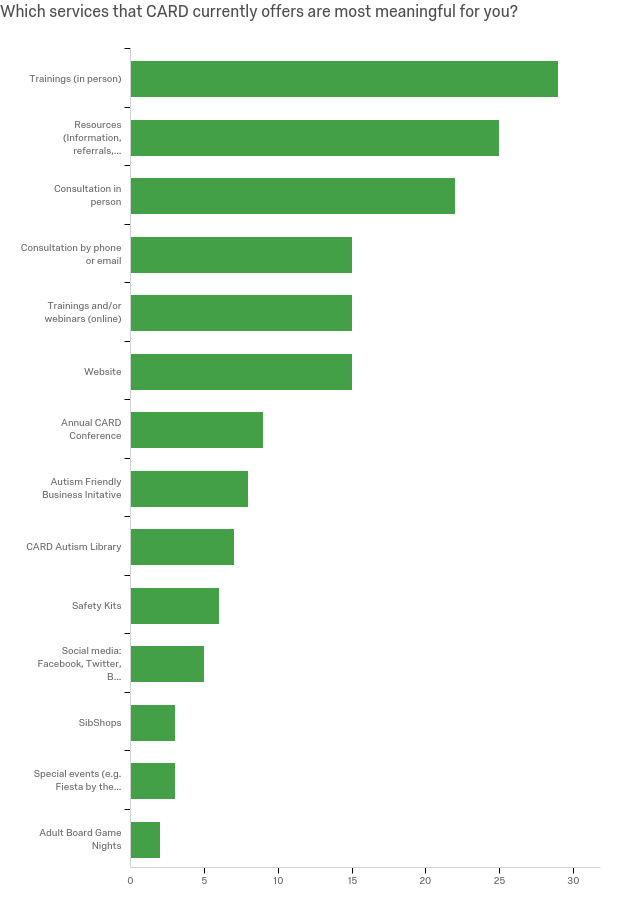 Which services that CARD currently offers are most meaningful for you?
Trainings (in person)
Resources
(Information,
referrals,...
Consultation in
person
Consultation by phone
or email
Trainings and/or
webinars (online)
Website
Annual CARD
Conference
Autism Friendly
Business Initative
CARD Autism Library
Safety Kits
Social media:
Facebook, Twitter,
B...
SibShops
Special events (e.g.
Fiesta by the...
Adult Board Game
Nights
0 5 10 15 20 25 30